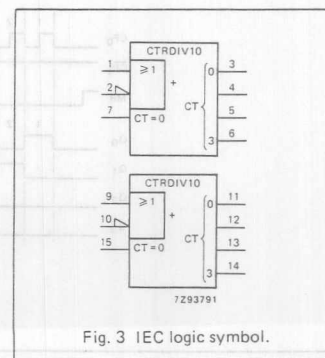 CTRDIV10
1 ≥1 0 3
2 + 4
7 CT=0 CT 5
3 6
CTRDIV10
9 ≥1 0 11
10 + 12
15 CT=0 CT 13
3 14
7Z93791
Fig. 3 IEC logic symbol.